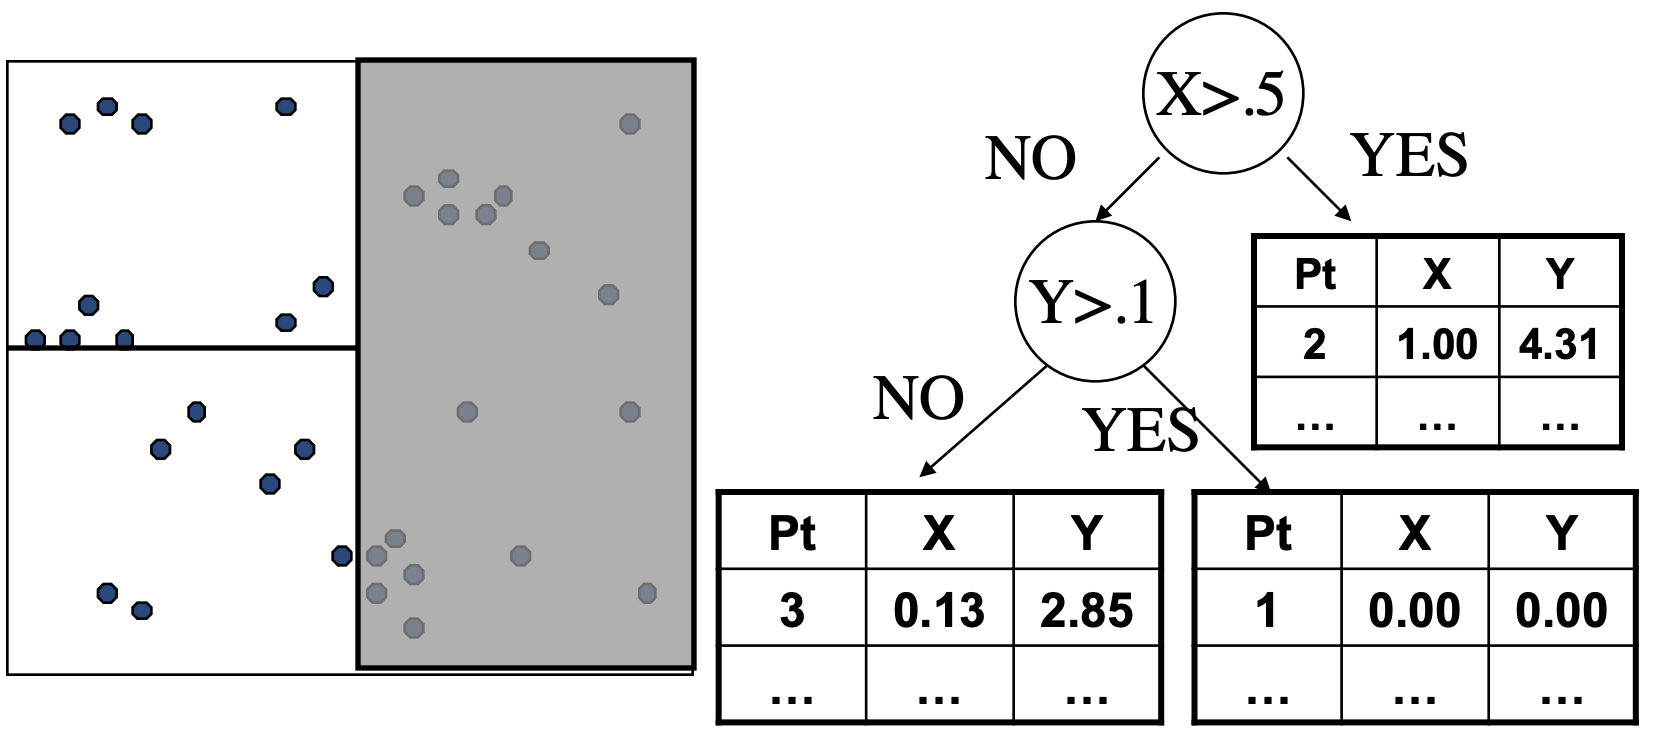 X>.5
NO
YES
Pt X Y
2 1.00 4.31
... ... ...
Y>.1
NO
YES
Pt X Y
3 0.13 2.85
... ... ...
Pt X Y
1 0.00 0.00
... ... ...